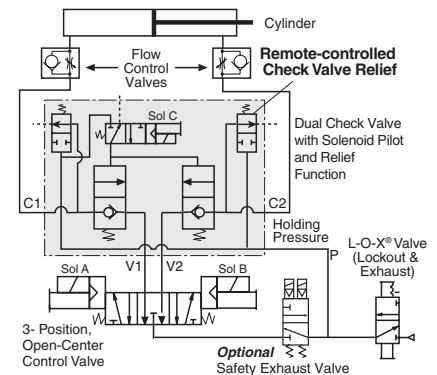 Cylinder
Flow
Control
Valves
Remote-controlled
Check Valve Relief
Sol C
Dual Check Valve
with Solenoid Pilot
and Relief
Function
C1
C2
Holding
Pressure
V1
V2
P
L-O-X® Valve
(Lockout &
Exhaust)
Sol A
Sol B
3- Position,
Open-Center
Control Valve
Optional
Safety Exhaust Valve